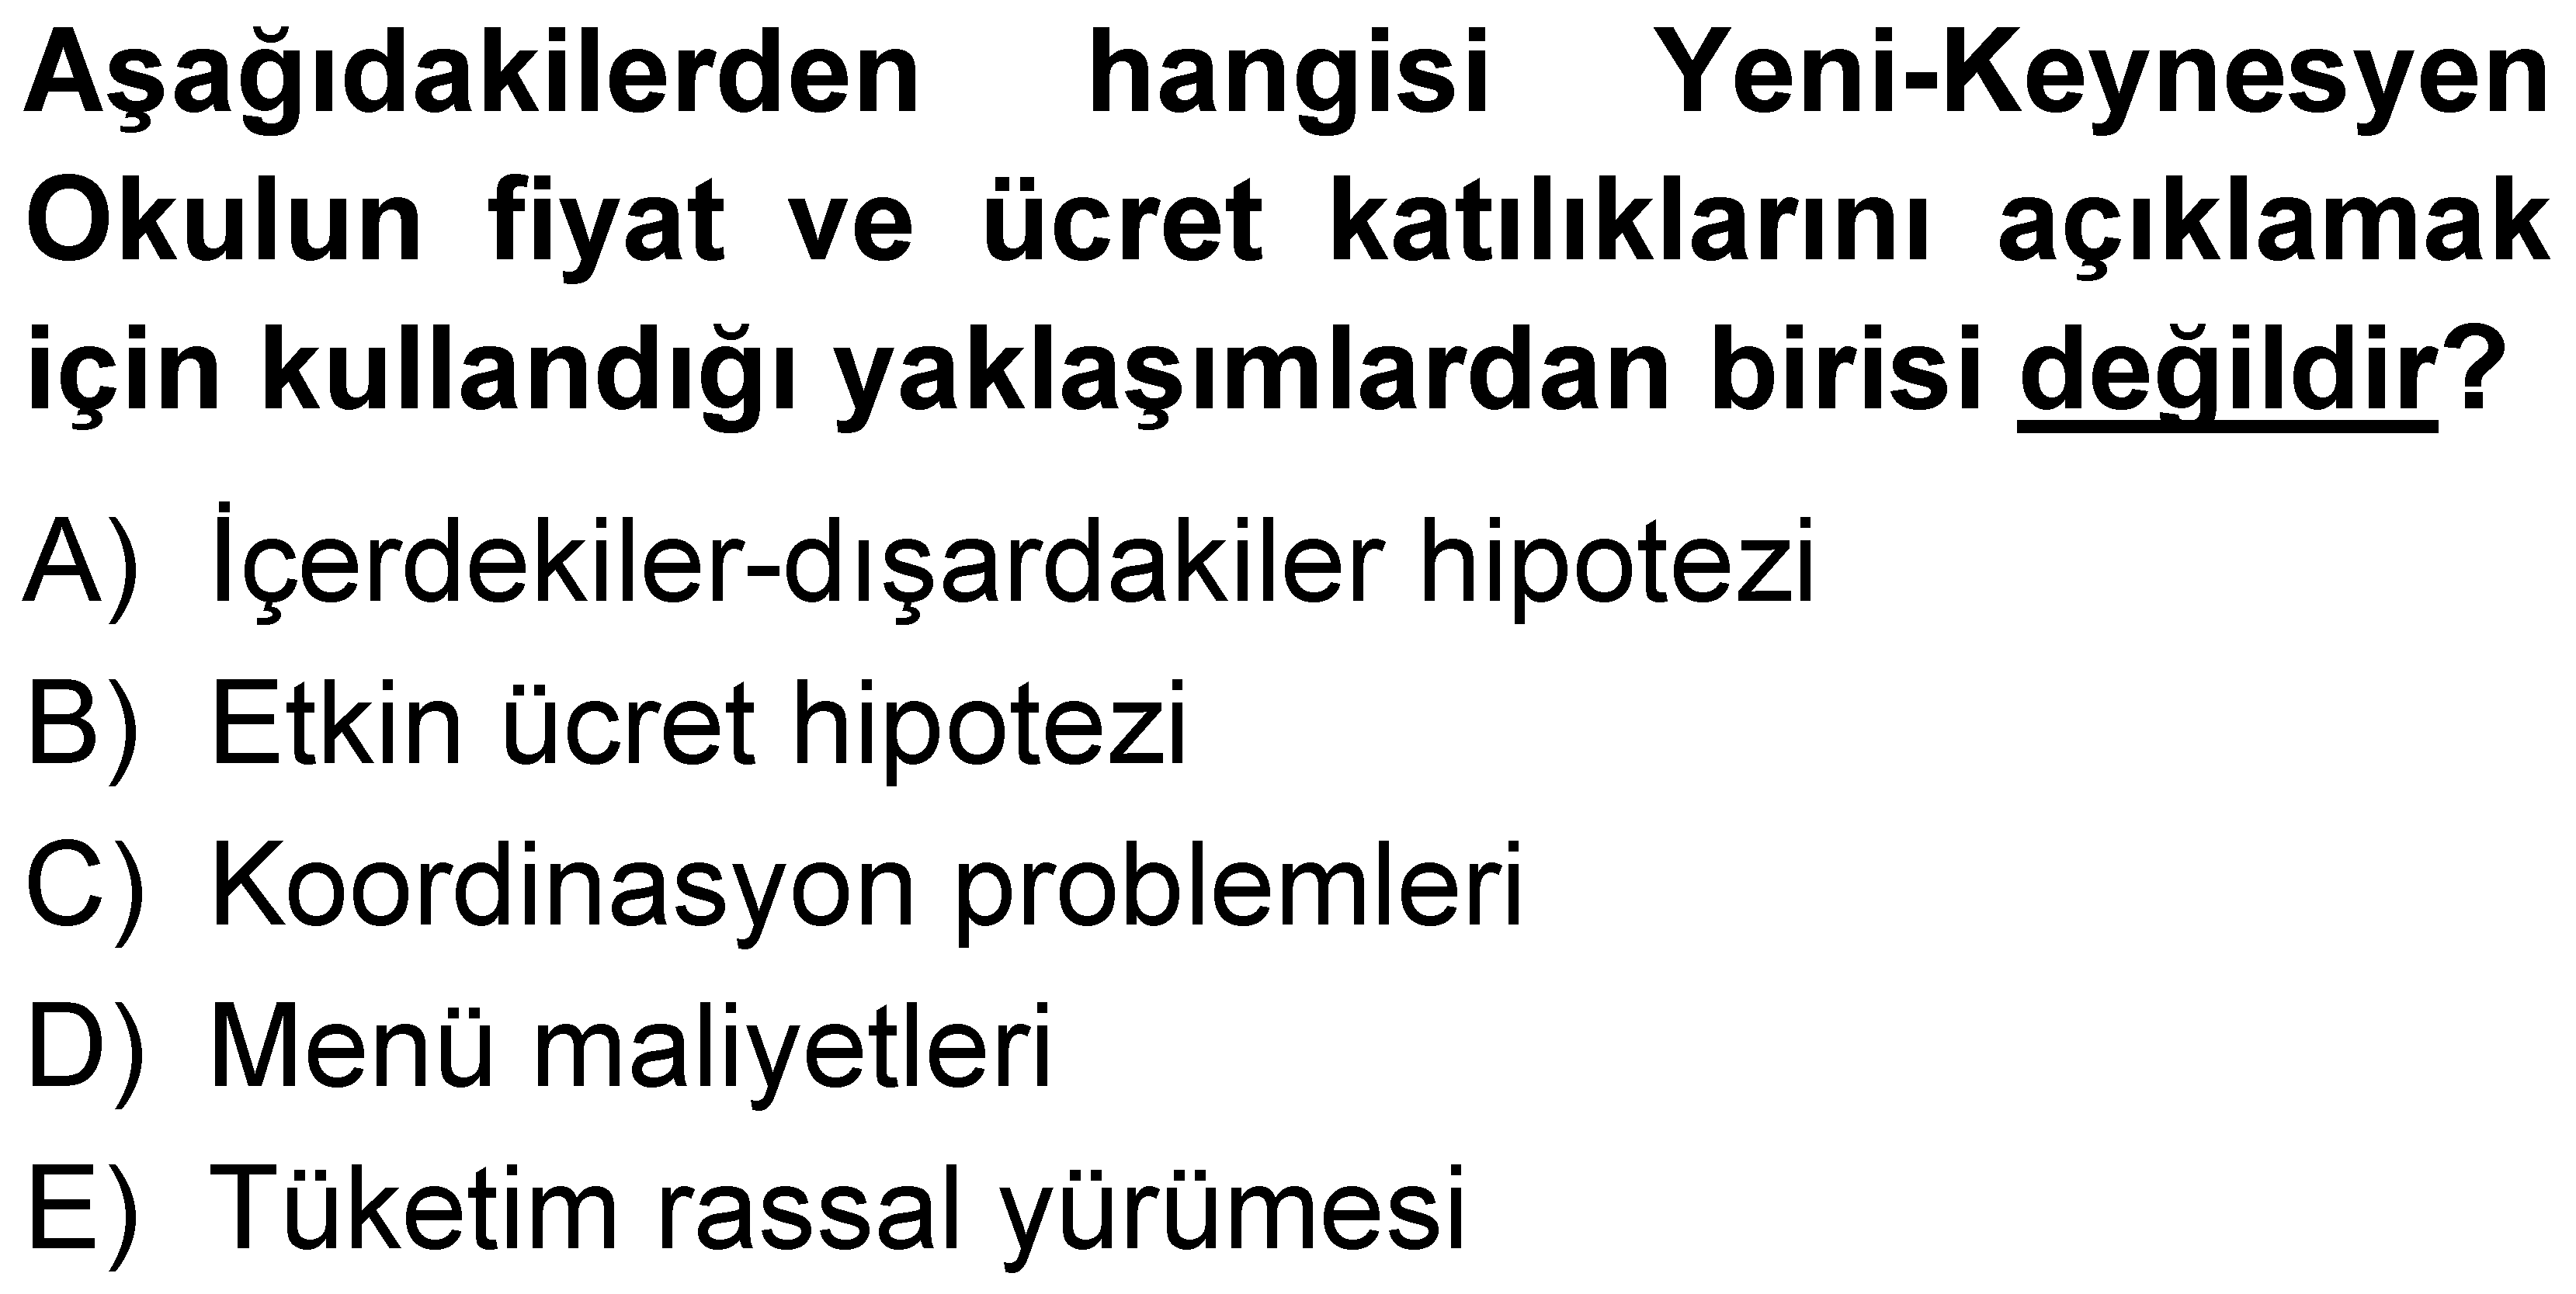 Aşağıdakilerden hangisi Yeni-Keynesyen
Okulun fiyat ve ücret katılıklarını açıklamak
için kullandığı yaklaşımlardan birisi değildir?
A) İçerdekiler-dışardakiler hipotezi
B) Etkin ücret hipotezi
C) Koordinasyon problemleri
D) Menü maliyetleri
E) Tüketim rassal yürümesi